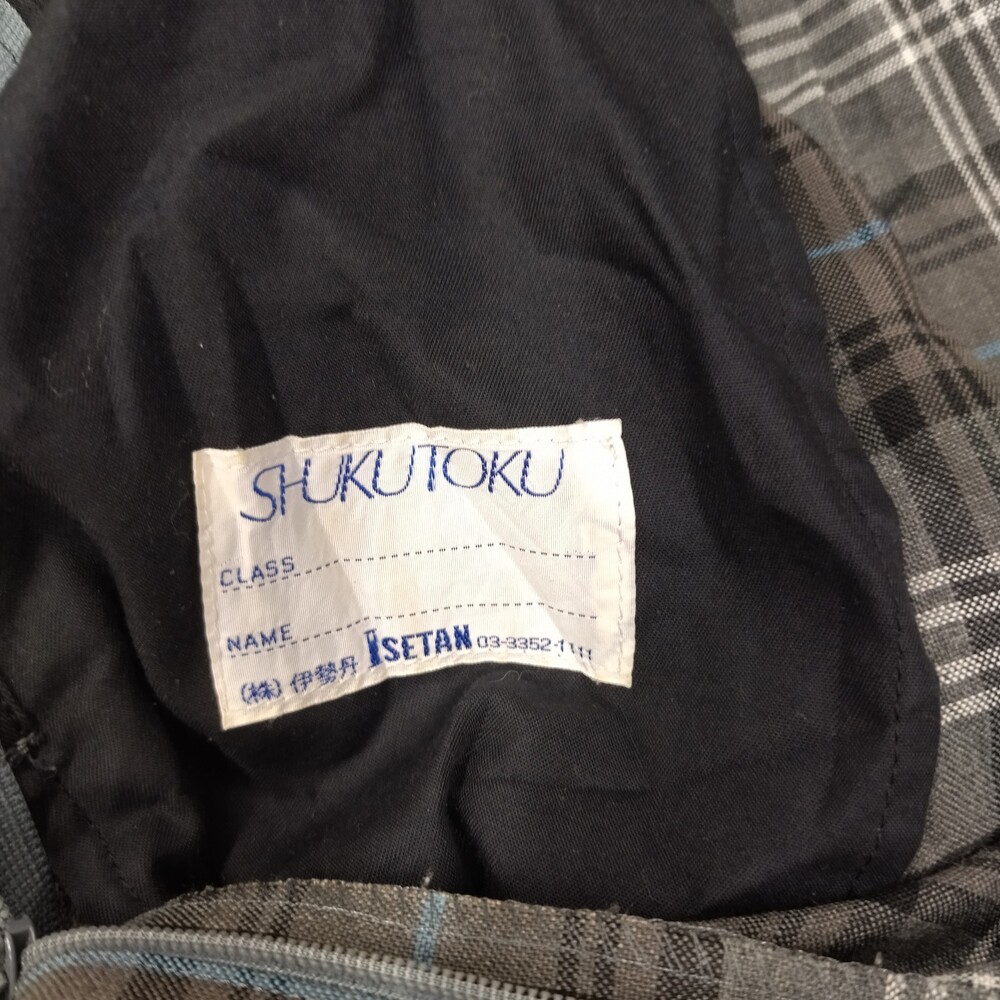 SHUKUTOKU
CLASS
NAME
(株)伊勢丹 ISETAN 03-3352-1111